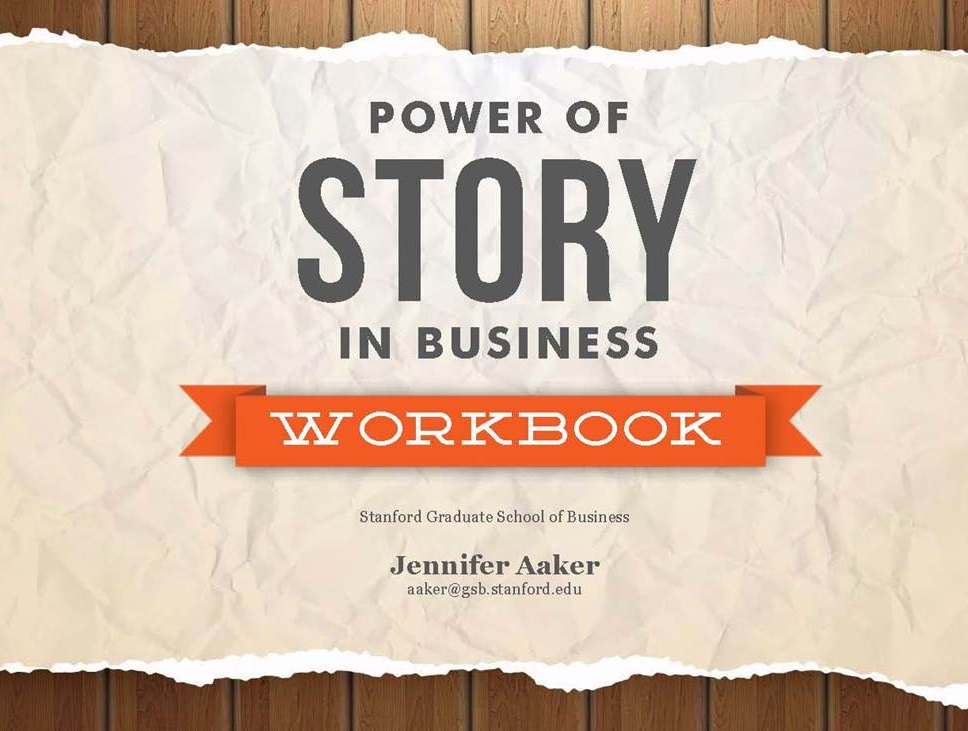 POWER OF
STORY
IN BUSINESS
WORKBOOK
Stanford Graduate School of Business
Jennifer Aaker
aaker@gsb.stanford.edu